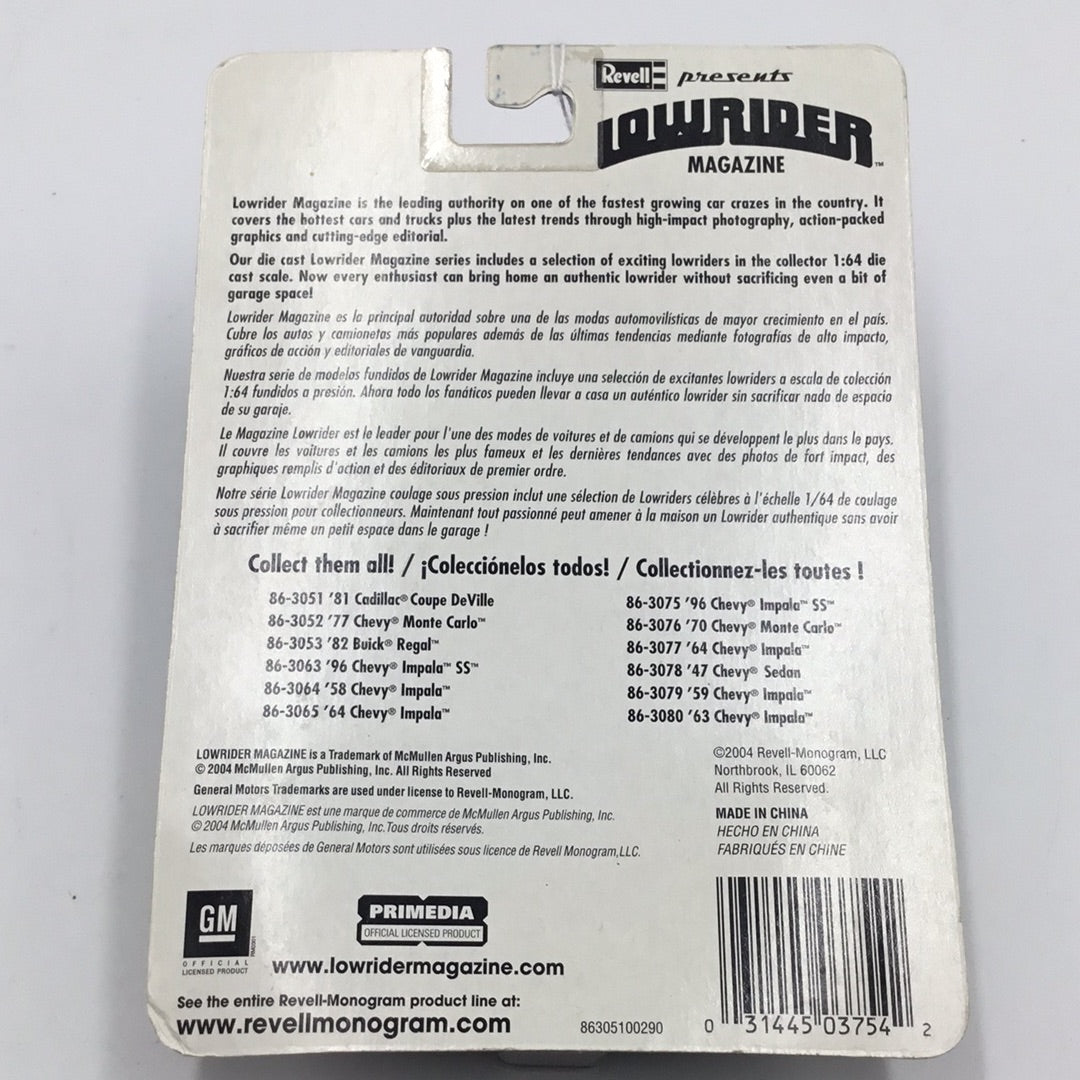 Revell presents
LOWRIDER™
MAGAZINE
Lowrider Magazine is the leading authority on one of the fastest growing car crazes in the country. It
covers the hottest cars and trucks plus the latest trends through high-impact photography, action-packed
graphics and cutting-edge editorial.
Our die cast Lowrider Magazine series includes a selection of exciting lowriders in the collector 1:64 die
cast scale. Now every enthusiast can bring home an authentic lowrider without sacrificing even a bit of
garage space!
Lowrider Magazine es la principal autoridad sobre una de las modas automovilísticas de mayor crecimiento en el país.
Cubre los autos y camionetas más populares además de las últimas tendencias mediante fotografías de alto impacto,
gráficos de acción y editoriales de vanguardia.
Nuestra serie de modelos fundidos de Lowrider Magazine incluye una selección de excitantes lowriders a escala de colección
1:64 fundidos a presión. Ahora todo los fanáticos pueden llevar a casa un auténtico lowrider sin sacrificar nada de espacio
de su garaje.
Le Magazine Lowrider est le leader pour l'une des modes de voitures et de camions qui se développent le plus dans le pays.
Il couvre les voitures et les camions les plus fameux et les dernières tendances avec des photos de fort impact, des
graphiques remplis d'action et des éditoriaux de premier ordre.
Notre série Lowrider Magazine coulage sous pression inclut une sélection de Lowriders célèbres à l'échelle 1/64 de coulage
sous pression pour collectionneurs. Maintenant tout passionné peut amener à la maison un Lowrider authentique sans avoir
à sacrifier même un petit espace dans le garage !
Collect them all! / ¡Colecciónelos todos! / Collectionnez-les toutes !
86-3051 '81 Cadillac® Coupe DeVille
86-3052 '77 Chevy® Monte Carlo™
86-3053 '82 Buick® Regal™
86-3063 '96 Chevy® Impala™ SS™
86-3064 '58 Chevy® Impala™
86-3065 '64 Chevy® Impala™
86-3075 '96 Chevy® Impala™ SS™
86-3076 '70 Chevy® Monte Carlo™
86-3077 '64 Chevy® Impala™
86-3078 '47 Chevy® Sedan
86-3079 '59 Chevy® Impala™
86-3080 '63 Chevy® Impala™
LOWRIDER MAGAZINE is a Trademark of McMullen Argus Publishing, Inc.
© 2004 McMullen Argus Publishing, Inc. All Rights Reserved
General Motors Trademarks are used under license to Revell-Monogram, LLC.
LOWRIDER MAGAZINE est une marque de commerce de McMullen Argus Publishing, Inc.
© 2004 McMullen Argus Publishing, Inc. Tous droits réservés.
Les marques déposées de General Motors sont utilisées sous licence de Revell Monogram, LLC.
©2004 Revell-Monogram, LLC
Northbrook, IL 60062
All Rights Reserved.
MADE IN CHINA
HECHO EN CHINA
FABRIQUÉS EN CHINE
GM
OFFICIAL
LICENSED PRODUCT
PRIMEDIA
OFFICIAL LICENSED PRODUCT
www.lowridermagazine.com
See the entire Revell-Monogram product line at:
www.revellmonogram.com
86305100290
0 31445 03754 2